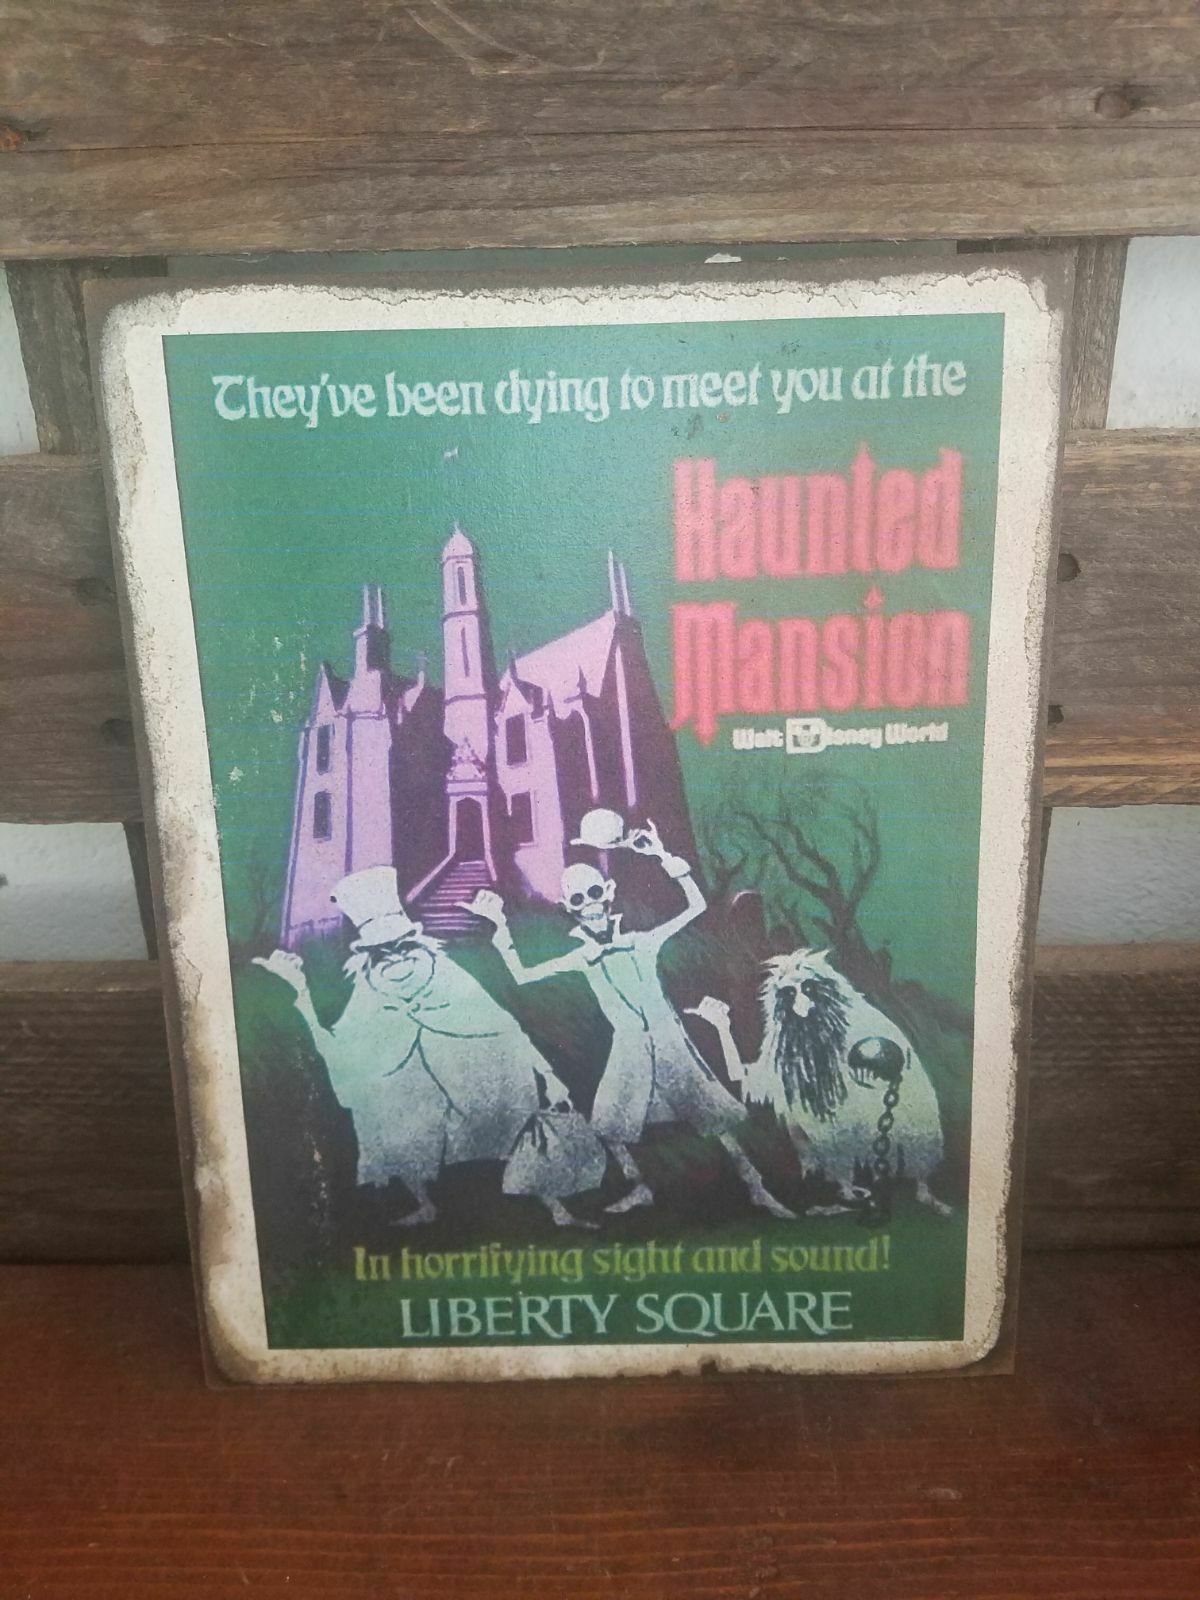 They've been dying to meet you at the
Haunted
Mansion
Walt Disney World
In horrifying sight and sound!
LIBERTY SQUARE